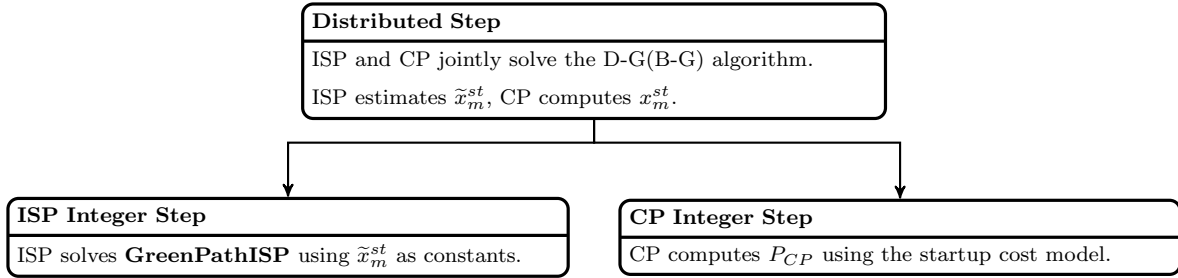 Distributed Step
ISP and CP jointly solve the D-G(B-G) algorithm.
ISP estimates $\widetilde{x}_m^{st}$, CP computes $x_m^{st}$.
ISP Integer Step
ISP solves GreenPathISP using $\widetilde{x}_m^{st}$ as constants.
CP Integer Step
CP computes $P_{CP}$ using the startup cost model.